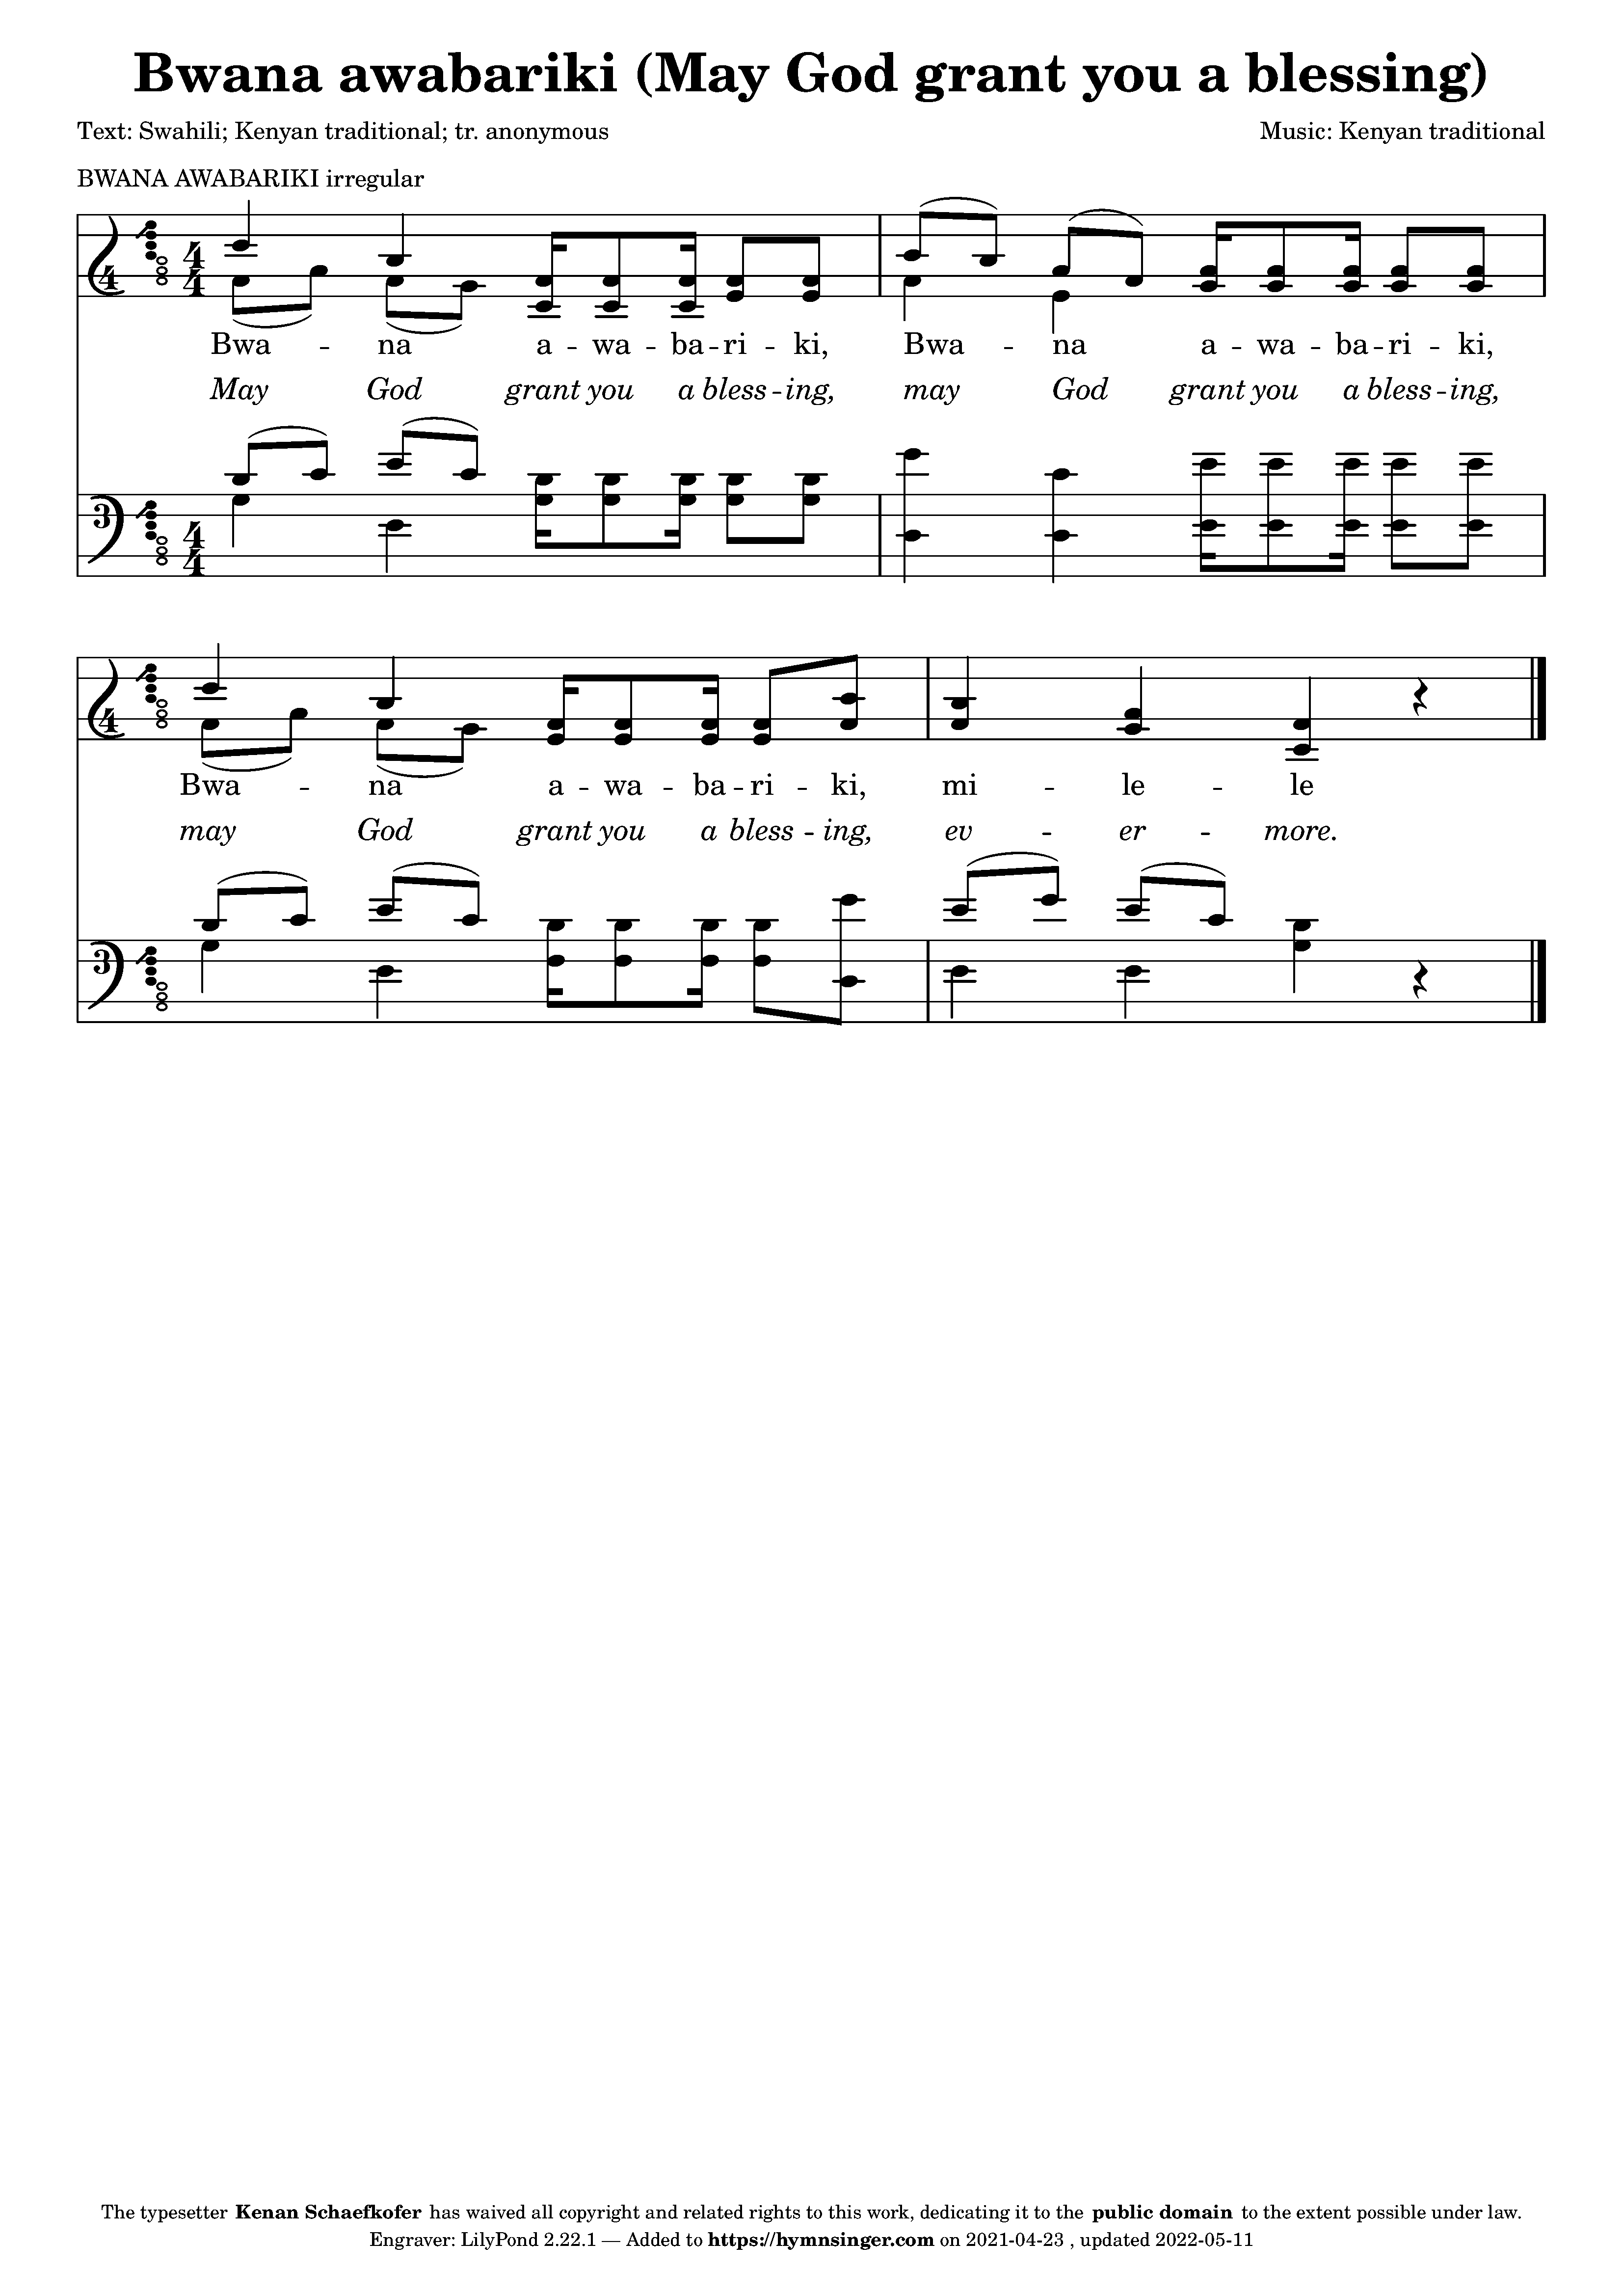 Bwana awabariki (May God grant you a blessing)
Text: Swahili; Kenyan traditional; tr. anonymous Music: Kenyan traditional
BWANA AWABARIKI irregular
4
4
4
Bwa - na a - wa - ba - ri - ki, Bwa - na a - wa - ba - ri - ki,
May God grant you a bless - ing, may God grant you a bless - ing,
3
4
4
4
Bwa - na a - wa - ba - ri - ki, mi - le - le
may God grant you a bless - ing, ev - er - more.
3
The typesetter Kenan Schaefkofer has waived all copyright and related rights to this work, dedicating it to the public domain to the extent possible under law.
Engraver: LilyPond 2.22.1 — Added to https://hymnsinger.com on 2021-04-23 , updated 2022-05-11